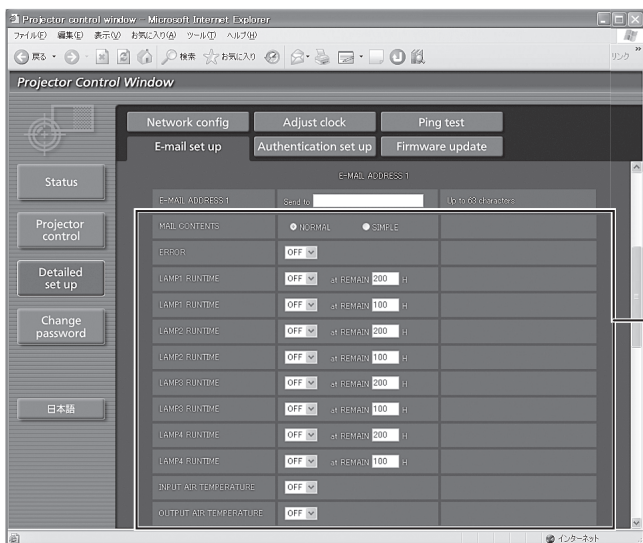 Projector control window - Microsoft Internet Explorer
ファイル(F) 編集(E) 表示(V) お気に入り(A) ツール(T) ヘルプ(H)
戻る 検索 お気に入り リンク »
Projector Control Window
Network config Adjust clock Ping test
E-mail set up Authentication set up Firmware update
Status
Projector control
Detailed set up
Change password
日本語
E-MAIL ADDRESS 1
E-MAIL ADDRESS 1 Send to Up to 63 characters
MAIL CONTENTS NORMAL SIMPLE
ERROR OFF
LAMP1 RUNTIME OFF at REMAIN 200 H
LAMP1 RUNTIME OFF at REMAIN 100 H
LAMP2 RUNTIME OFF at REMAIN 200 H
LAMP2 RUNTIME OFF at REMAIN 100 H
LAMP3 RUNTIME OFF at REMAIN 200 H
LAMP3 RUNTIME OFF at REMAIN 100 H
LAMP4 RUNTIME OFF at REMAIN 200 H
LAMP4 RUNTIME OFF at REMAIN 100 H
INPUT AIR TEMPERATURE OFF
OUTPUT AIR TEMPERATURE OFF
インターネット